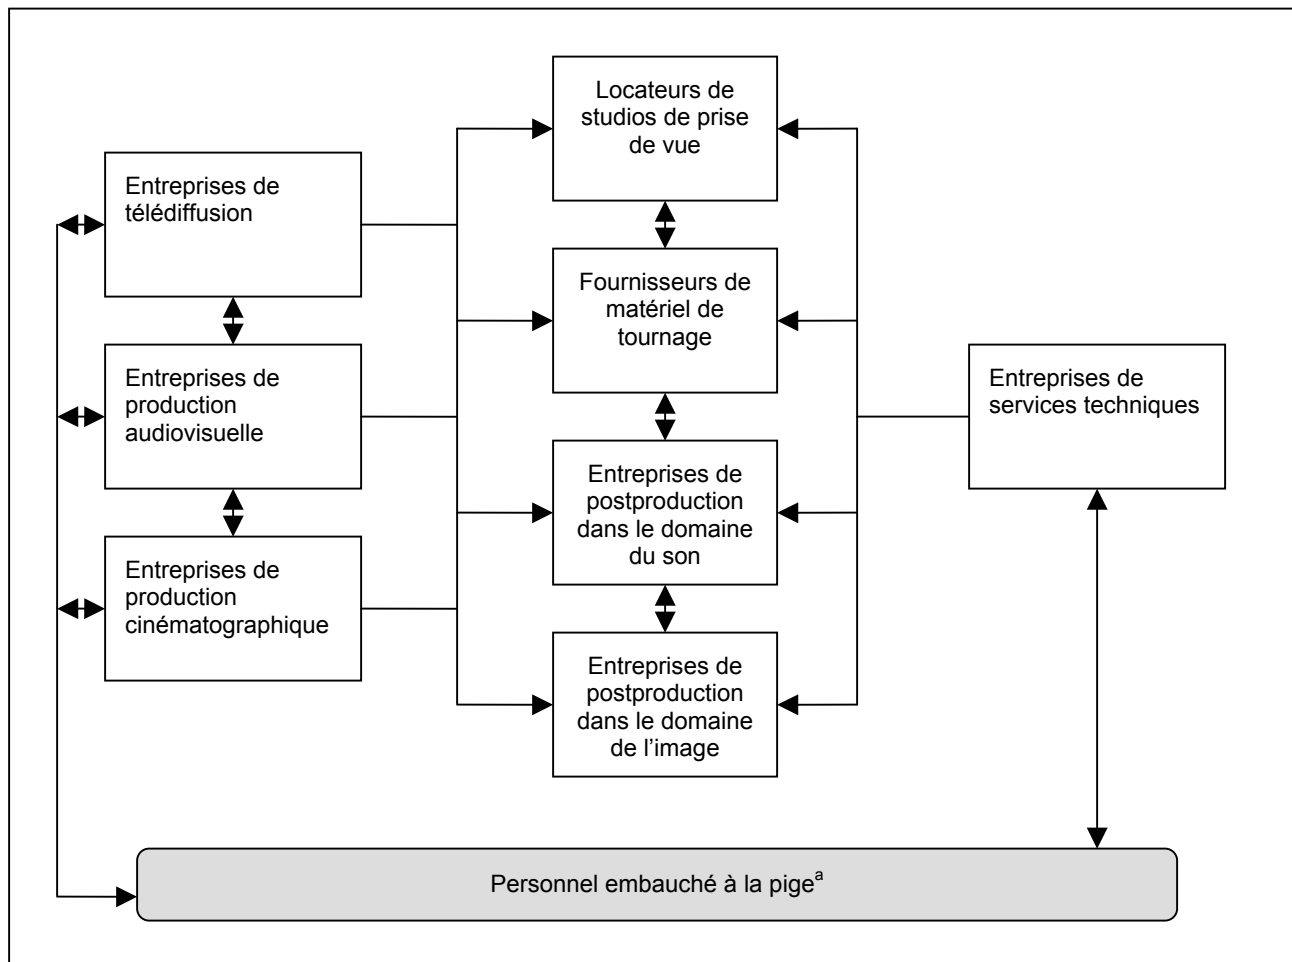 Locateurs de
studios de prise
de vue
Entreprises de
télédiffusion
Fournisseurs de
matériel de
tournage
Entreprises de
production
audiovisuelle
Entreprises de
services techniques
Entreprises de
postproduction
dans le domaine
du son
Entreprises de
production
cinématographique
Entreprises de
postproduction
dans le domaine
de l’image
Personnel embauché à la pigeᵃ